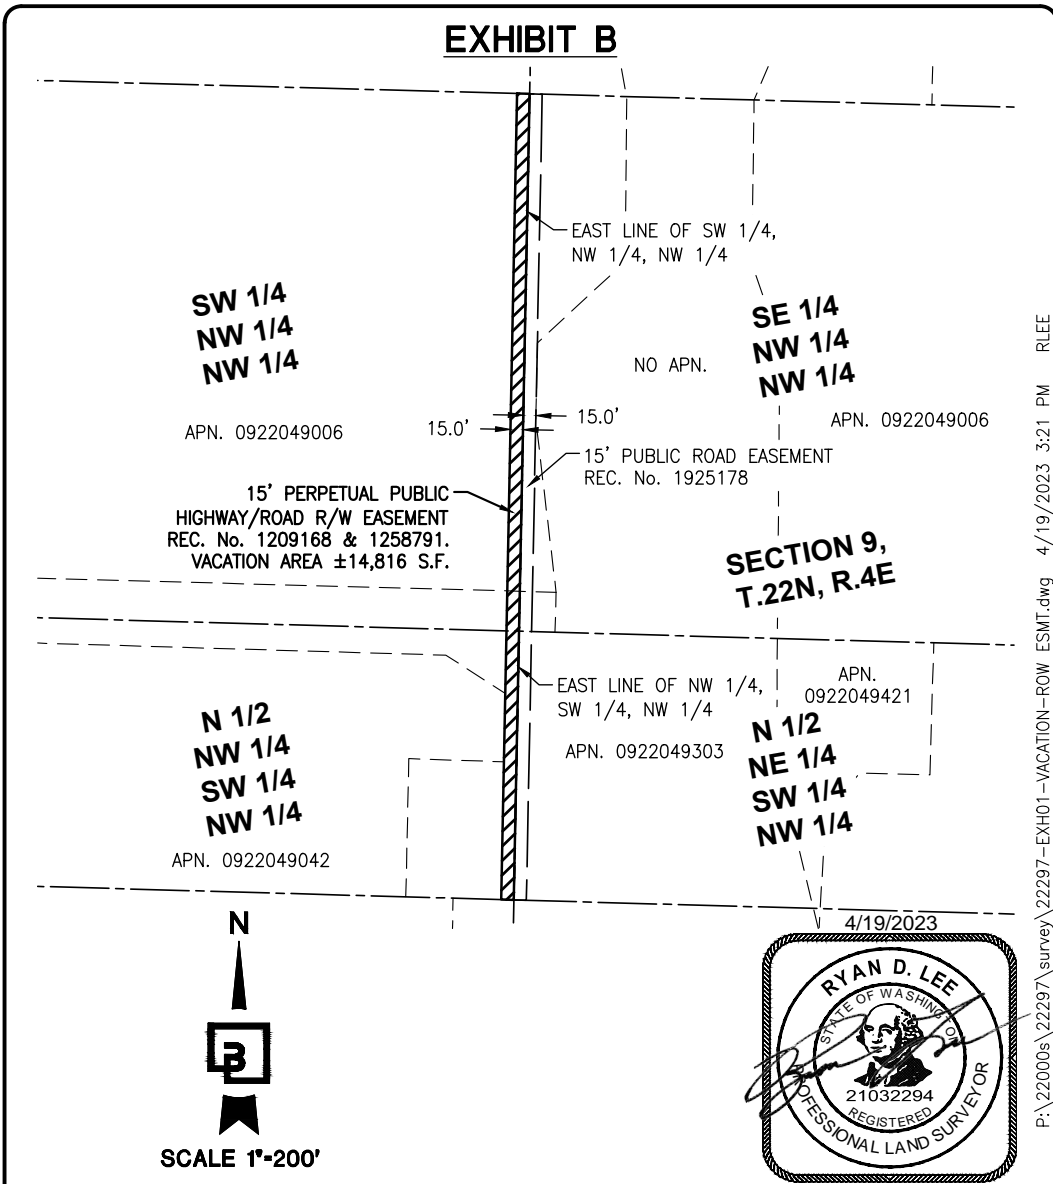 EXHIBIT B
EAST LINE OF SW 1/4,
NW 1/4, NW 1/4
SW 1/4
NW 1/4
NW 1/4
SE 1/4
NW 1/4
NW 1/4
NO APN.
APN. 0922049006
15.0'
15.0'
APN. 0922049006
15' PUBLIC ROAD EASEMENT
REC. No. 1925178
15' PERPETUAL PUBLIC
HIGHWAY/ROAD R/W EASEMENT
REC. No. 1209168 & 1258791.
VACATION AREA ±14,816 S.F.
SECTION 9,
T.22N, R.4E
EAST LINE OF NW 1/4,
SW 1/4, NW 1/4
APN.
0922049421
N 1/2
NW 1/4
SW 1/4
NW 1/4
APN. 0922049303
N 1/2
NE 1/4
SW 1/4
NW 1/4
APN. 0922049042
N
B
SCALE 1"=200'
4/19/2023
RYAN D. LEE
STATE OF WASHINGTON
21032294
REGISTERED
PROFESSIONAL LAND SURVEYOR
P:\22000s\22297\survey\22297-EXH01-VACATION-ROW ESMT.dwg 4/19/2023 3:21 PM RLEE